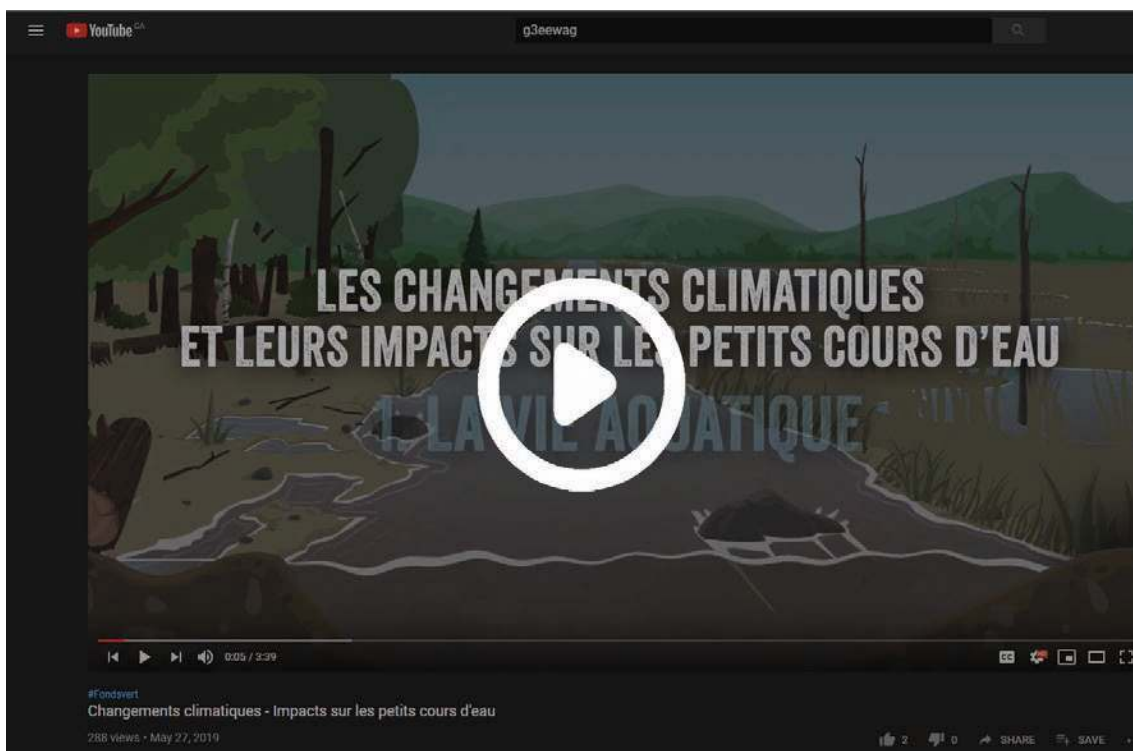 YouTube CA
g3eewag
LES CHANGEMENTS CLIMATIQUES
ET LEURS IMPACTS SUR LES PETITS COURS D'EAU
1. LA VIE AQUATIQUE
0:05 / 3:39
CC
#Fondsvert
Changements climatiques - Impacts sur les petits cours d'eau
288 views • May 27, 2019
2
0
SHARE
SAVE